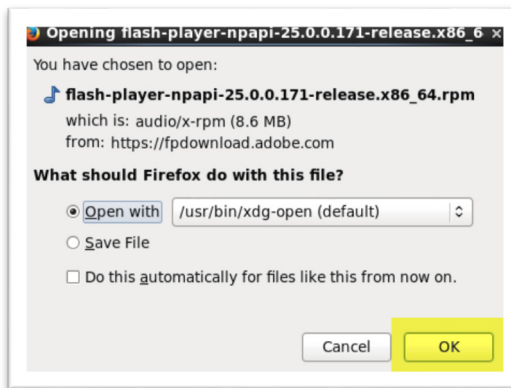 Opening flash-player-npapi-25.0.0.171-release.x86_6
You have chosen to open:
flash-player-npapi-25.0.0.171-release.x86_64.rpm
which is: audio/x-rpm (8.6 MB)
from: https://fpdownload.adobe.com
What should Firefox do with this file?
Open with /usr/bin/xdg-open (default)
Save File
Do this automatically for files like this from now on.
Cancel OK